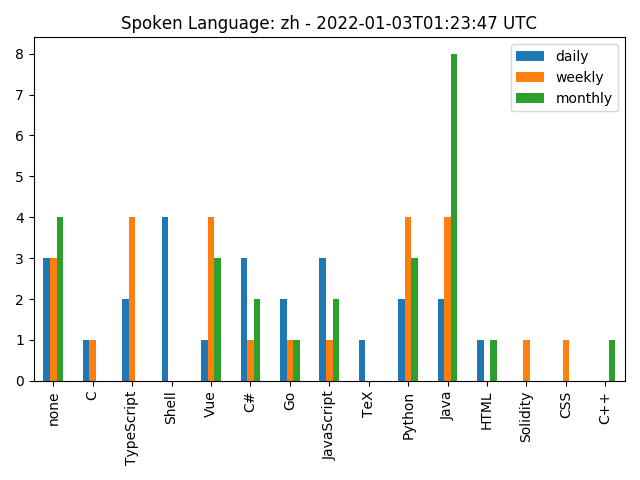 Spoken Language: zh - 2022-01-03T01:23:47 UTC
daily
weekly
monthly
8
7
6
5
4
3
2
1
0
none
C
TypeScript
Shell
Vue
C#
Go
JavaScript
TeX
Python
Java
HTML
Solidity
CSS
C++